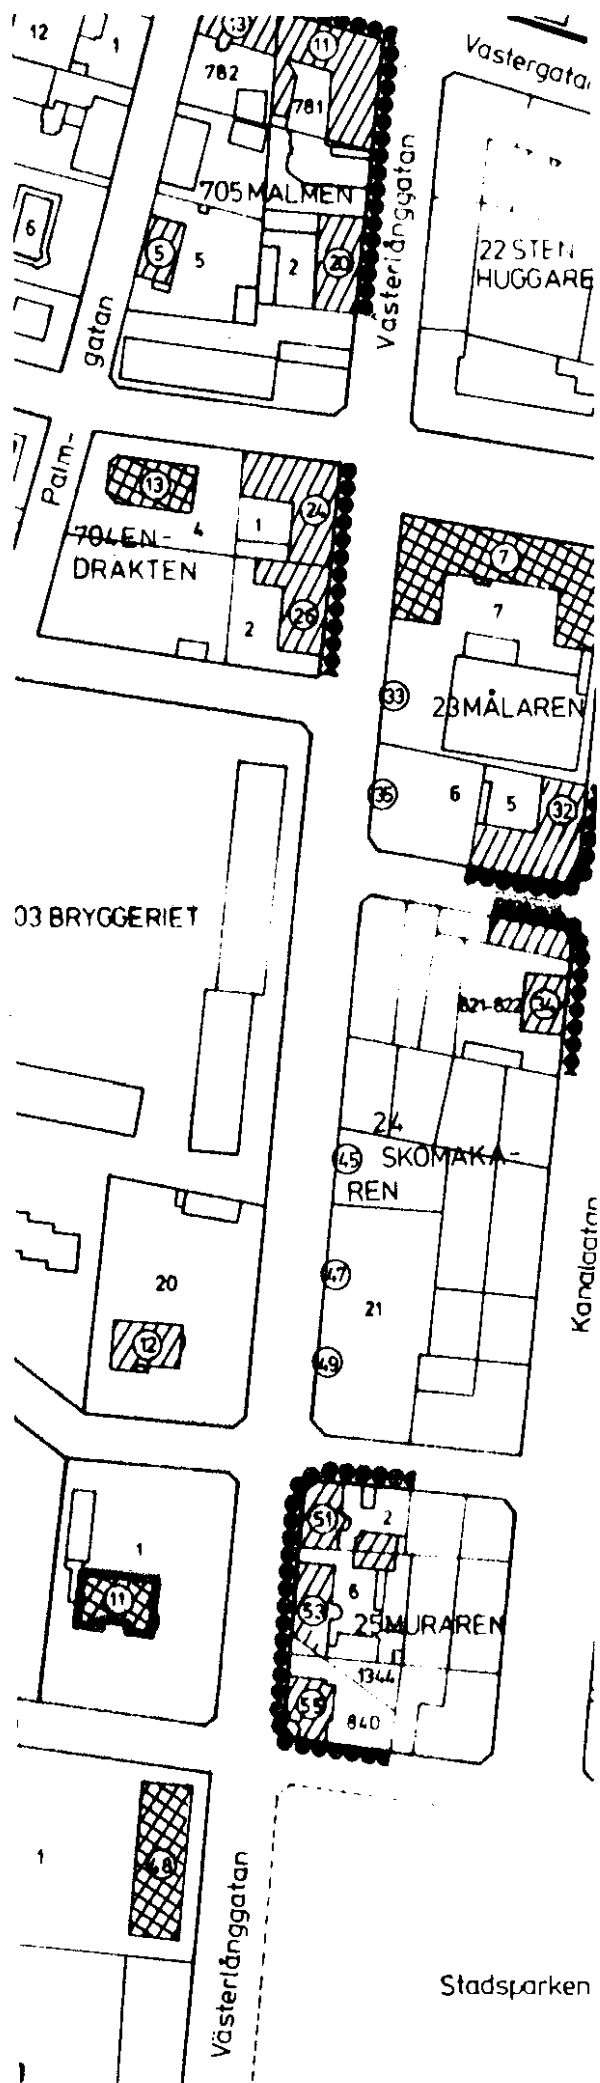 12
1
13
11
Västergata
782
781
705 MALMEN
Västerlånggatan
6
5
5
2
20
22 STEN
HUGGARE
gatan
Palm-
13
4
1
24
704 EN-
DRAKTEN
26
2
7
7
33
23 MÅLAREN
35
6
5
32
03 BRYGGERIET
821-822
34
24
SKOMAKA-
REN
45
Kanalgatan
20
47
21
12
49
51
2
1
11
6
53
25 MURAREN
1344
55
840
1
48
Västerlånggatan
Stadsparken